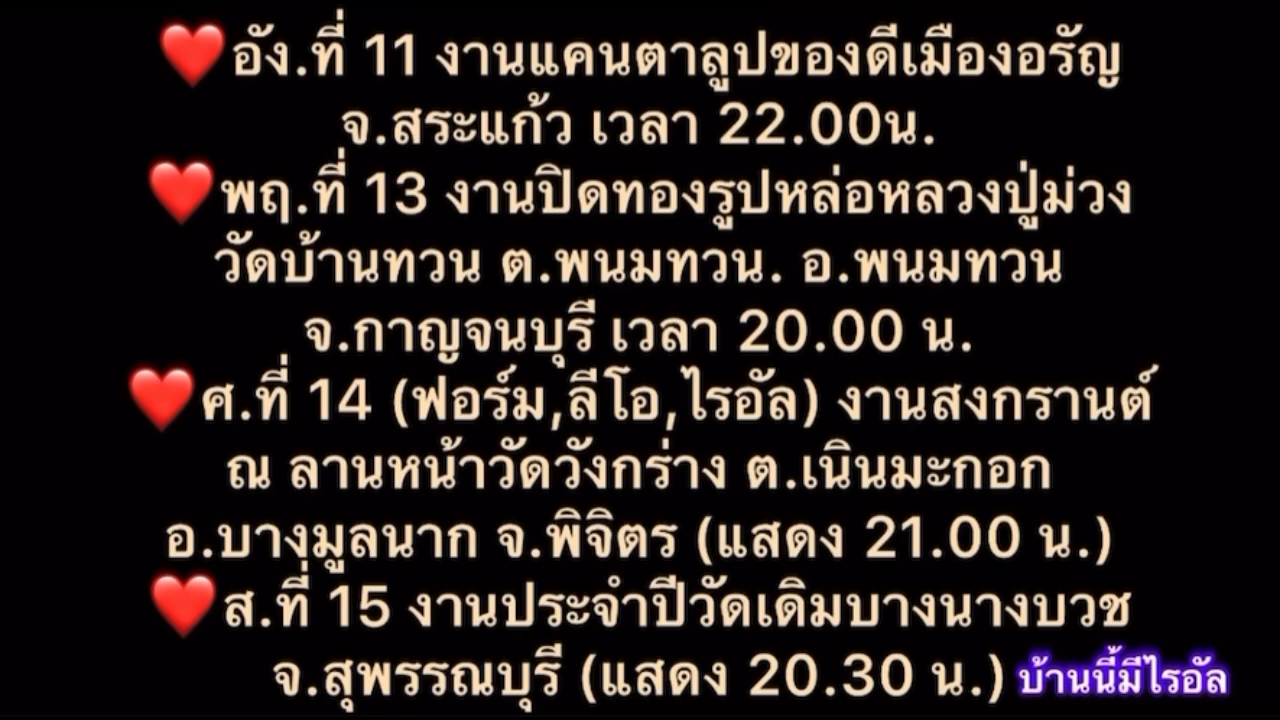 ❤️อัง.ที่ 11 งานแคนตาลูปของดีเมืองอรัญ
จ.สระแก้ว เวลา 22.00น.
❤️พฤ.ที่ 13 งานปิดทองรูปหล่อหลวงปู่ม่วง
วัดบ้านทวน ต.พนมทวน. อ.พนมทวน
จ.กาญจนบุรี เวลา 20.00 น.
❤️ศ.ที่ 14 (ฟอร์ม,ลีโอ,ไรอัล) งานสงกรานต์
ณ ลานหน้าวัดวังกร่าง ต.เนินมะกอก
อ.บางมูลนาก จ.พิจิตร (แสดง 21.00 น.)
❤️ส.ที่ 15 งานประจำปีวัดเดิมบางนางบวช
จ.สุพรรณบุรี (แสดง 20.30 น.)
บ้านนี้มีไรอัล